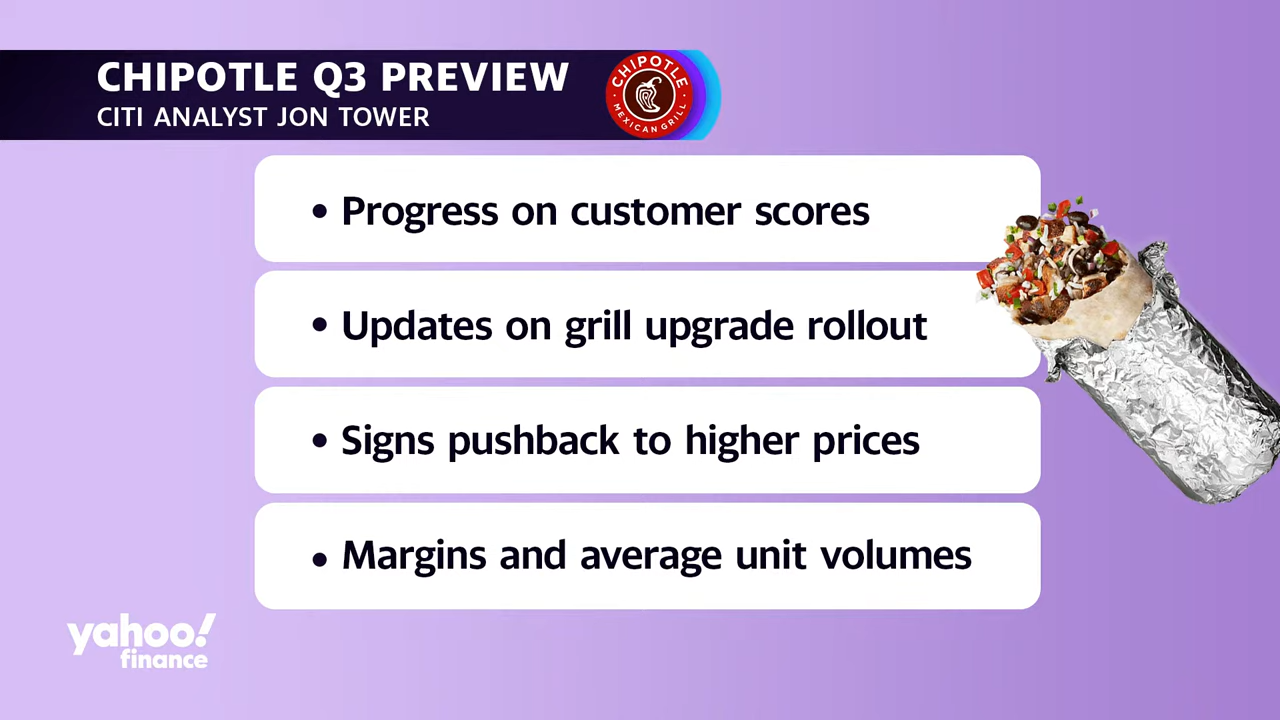 CHIPOTLE Q3 PREVIEW
CITI ANALYST JON TOWER
CHIPOTLE
MEXICAN GRILL
• Progress on customer scores
• Updates on grill upgrade rollout
• Signs pushback to higher prices
• Margins and average unit volumes
yahoo!
finance